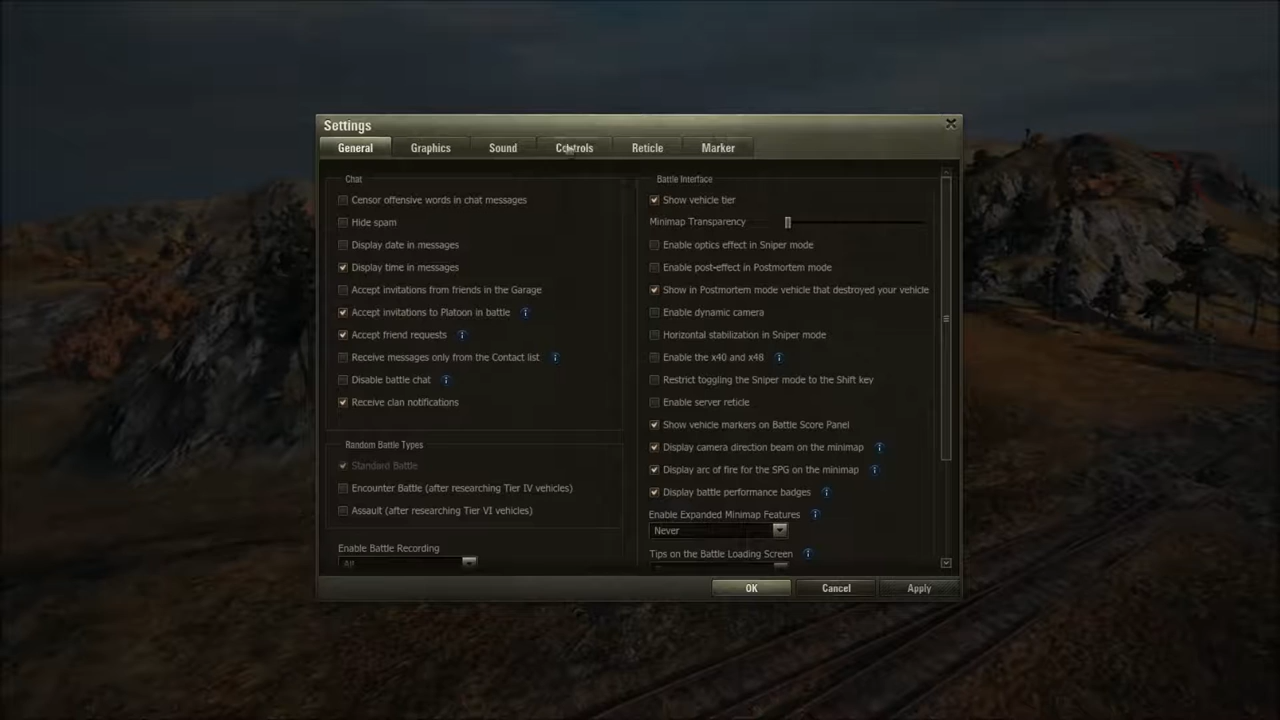 Settings
General
Graphics
Sound
Controls
Reticle
Marker
Chat
Censor offensive words in chat messages
Hide spam
Display date in messages
Display time in messages
Accept invitations from friends in the Garage
Accept invitations to Platoon in battle
Accept friend requests
Receive messages only from the Contact list
Disable battle chat
Receive clan notifications
Random Battle Types
Standard Battle
Encounter Battle (after researching Tier IV vehicles)
Assault (after researching Tier VI vehicles)
Enable Battle Recording
All
Battle Interface
Show vehicle tier
Minimap Transparency
Enable optics effect in Sniper mode
Enable post-effect in Postmortem mode
Show in Postmortem mode vehicle that destroyed your vehicle
Enable dynamic camera
Horizontal stabilization in Sniper mode
Enable the x40 and x48
Restrict toggling the Sniper mode to the Shift key
Enable server reticle
Show vehicle markers on Battle Score Panel
Display camera direction beam on the minimap
Display arc of fire for the SPG on the minimap
Display battle performance badges
Enable Expanded Minimap Features
Never
Tips on the Battle Loading Screen
OK
Cancel
Apply